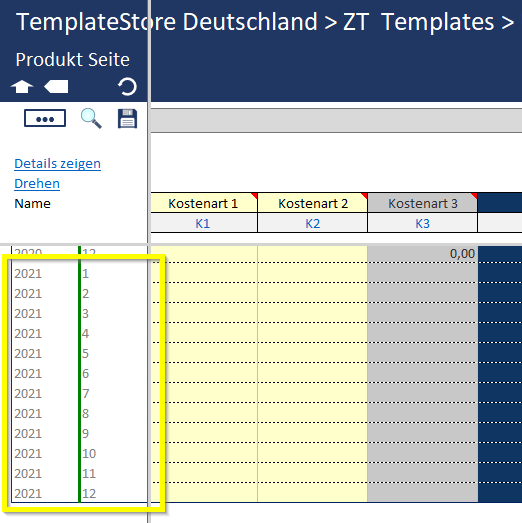 TemplateStore Deutschland > ZT Templates >
Produkt Seite
Details zeigen
Drehen
Name Kostenart 1 Kostenart 2 Kostenart 3
K1 K2 K3
2020 12 0,00
2021 1
2021 2
2021 3
2021 4
2021 5
2021 6
2021 7
2021 8
2021 9
2021 10
2021 11
2021 12